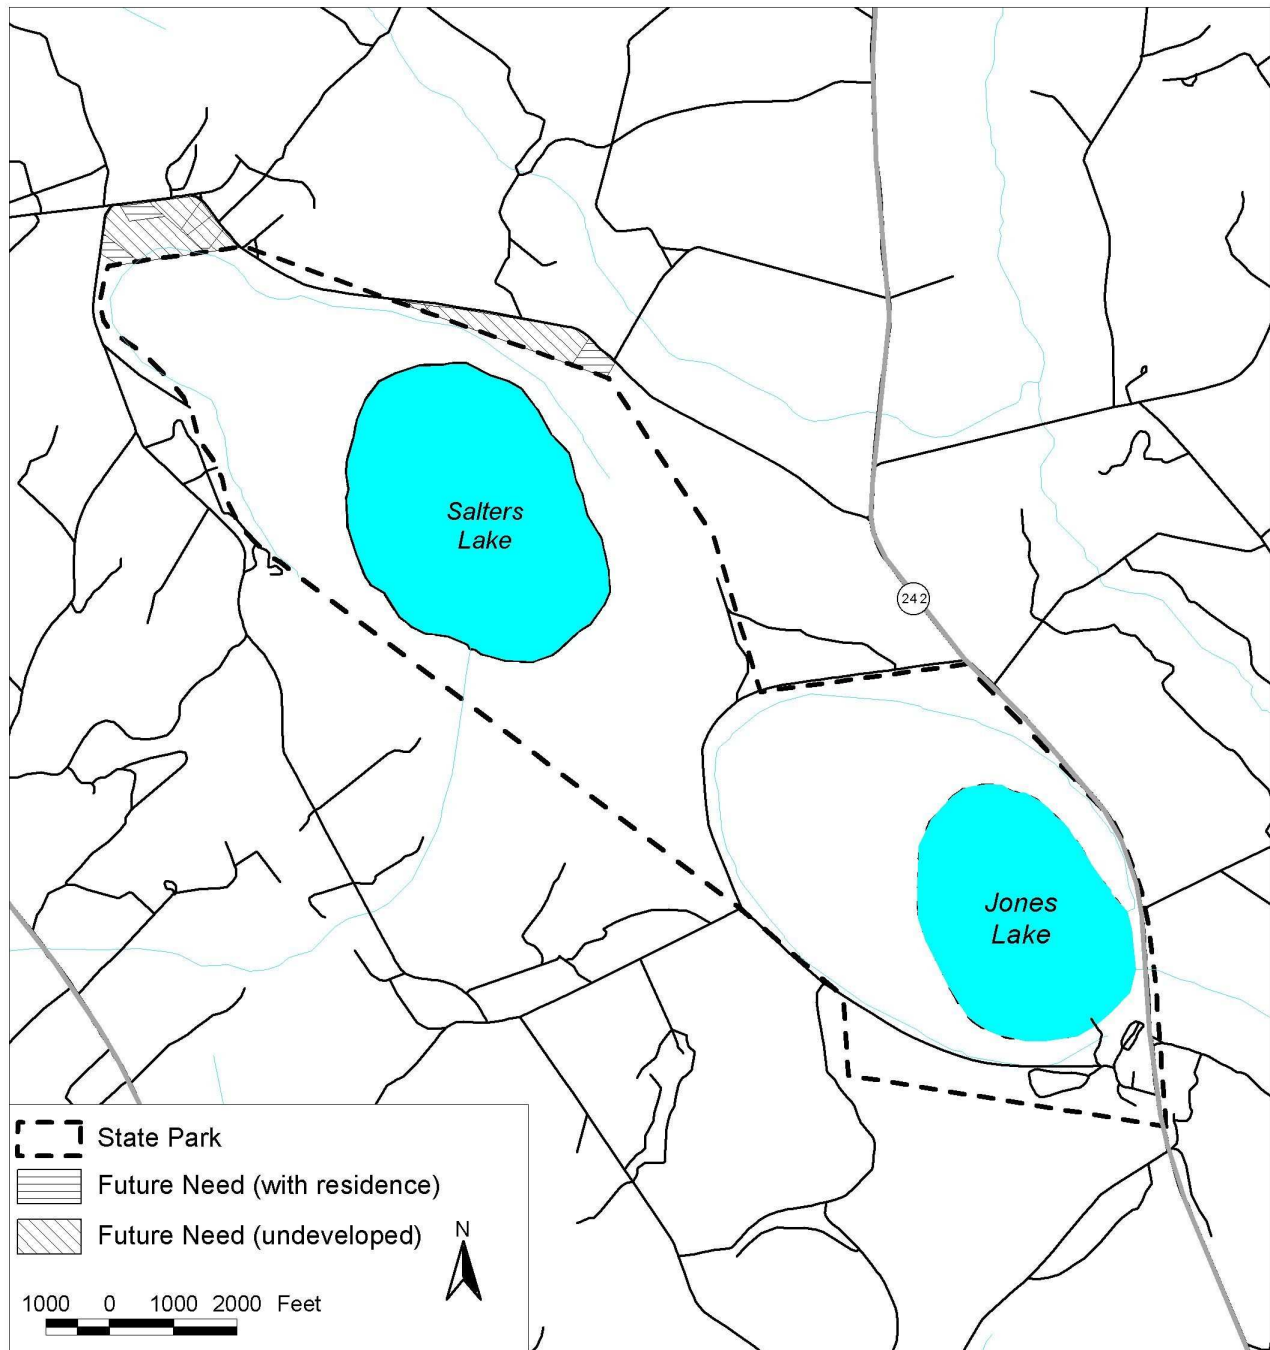 Salters
Lake
242
Jones
Lake
State Park
Future Need (with residence)
Future Need (undeveloped)
N
1000 0 1000 2000 Feet